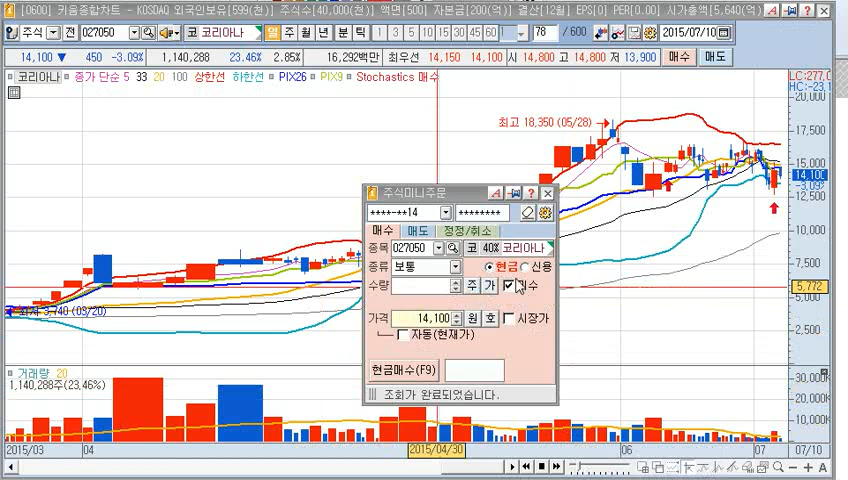 [0600] 키움종합차트 - KOSDAQ 외국인보유[599(천)] 주식수[40,000(천)] 액면[500] 자본금[200(억)] 결산[12월] EPS[0] PER[0.00] 시가총액[5,640(억)
주식 전 027050 코 코리아나 일 주 월 년 분 틱 1 3 5 10 15 30 45 60 1 78 / 600 2015/07/10
14,100 ▼ 450 -3.09% 1,140,288 23.46% 2.85% 16,292백만 최우선 14,150 14,100 시 14,800 고 14,800 저 13,900 매수 매도
코리아나 종가 단순 5 33 20 100 상한선 하한선 PIX26 PIX9 Stochastics 매수
LC:277,0
HC:-23,1
20,000
최고 18,350 (05/28)
17,500
15,000
14,100
-3.09%
12,500
10,000
7,500
5,772
5,000
2,500
최저 3,740 (03/20)
주식미니주문
****-**14 ********
매수 매도 정정/취소
종목 027050 코 40% 코리아나
종류 보통 현금 신용
수량 주 가
가격 14,100 원 호 시장가
자동(현재가)
현금매수(F9)
조회가 완료되었습니다.
거래량 20
1,140,288주(23,46%)
30,000K
20,000K
10,000K
2015/03 04 2015/04/30 06 07 07/10